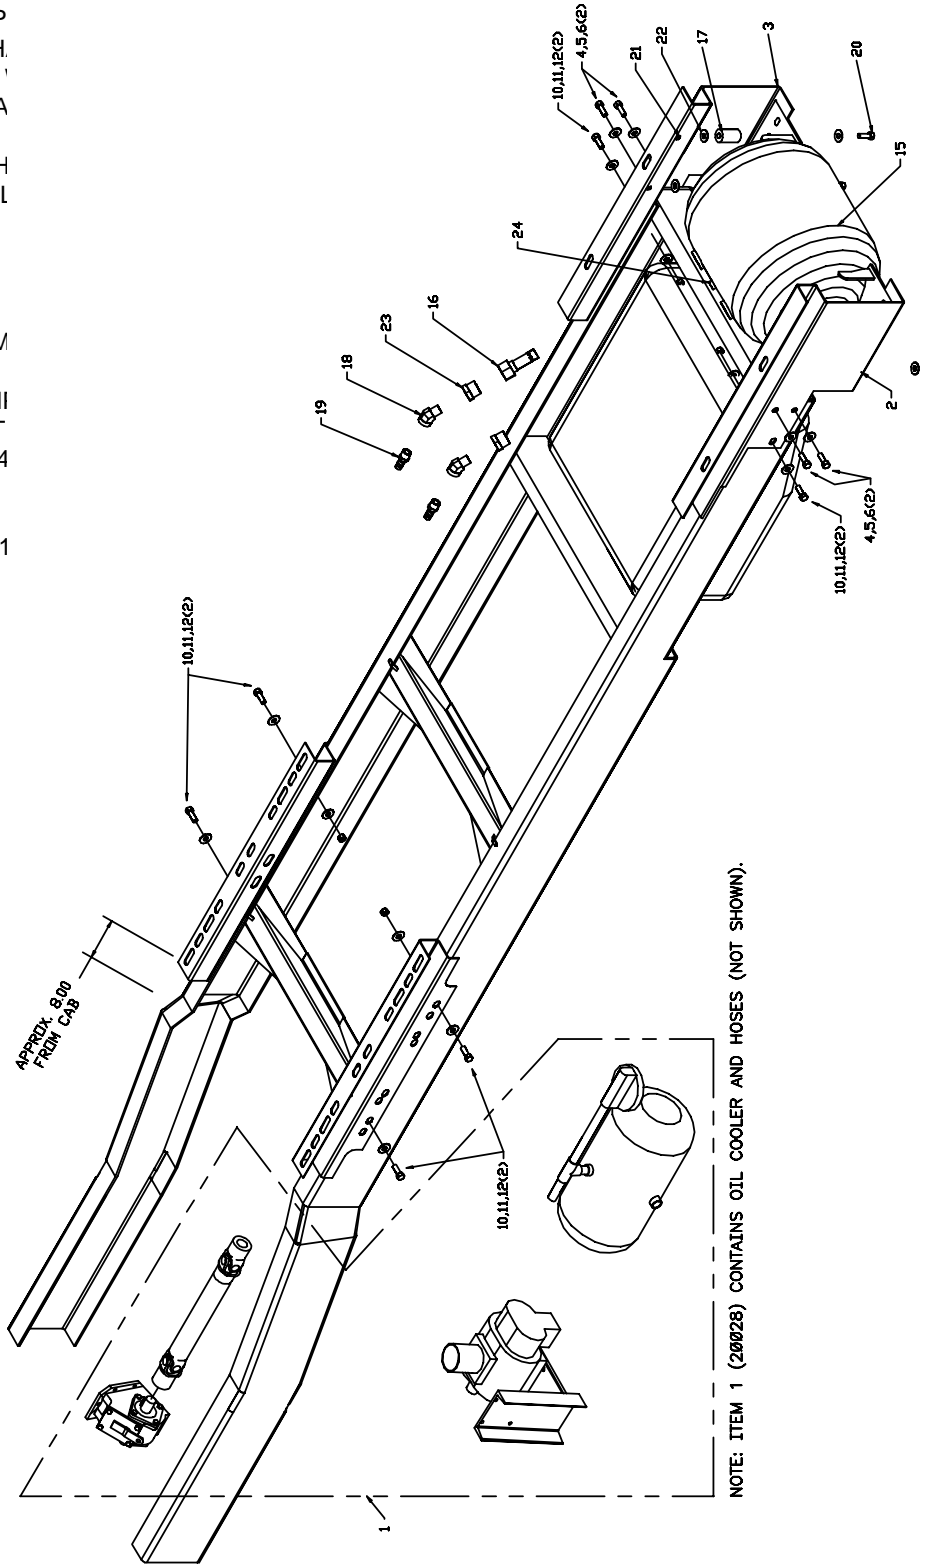 3
20
17
22
21
4,5,6(2)
10,11,12(2)
15
24
16
23
18
19
2
4,5,6(2)
10,11,12(2)
10,11,12(2)
APPROX. 8.00
FROM CAB
10,11,12(2)
1
NOTE: ITEM 1 (20028) CONTAINS OIL COOLER AND HOSES (NOT SHOWN).
H
A
H
L
M
4
1